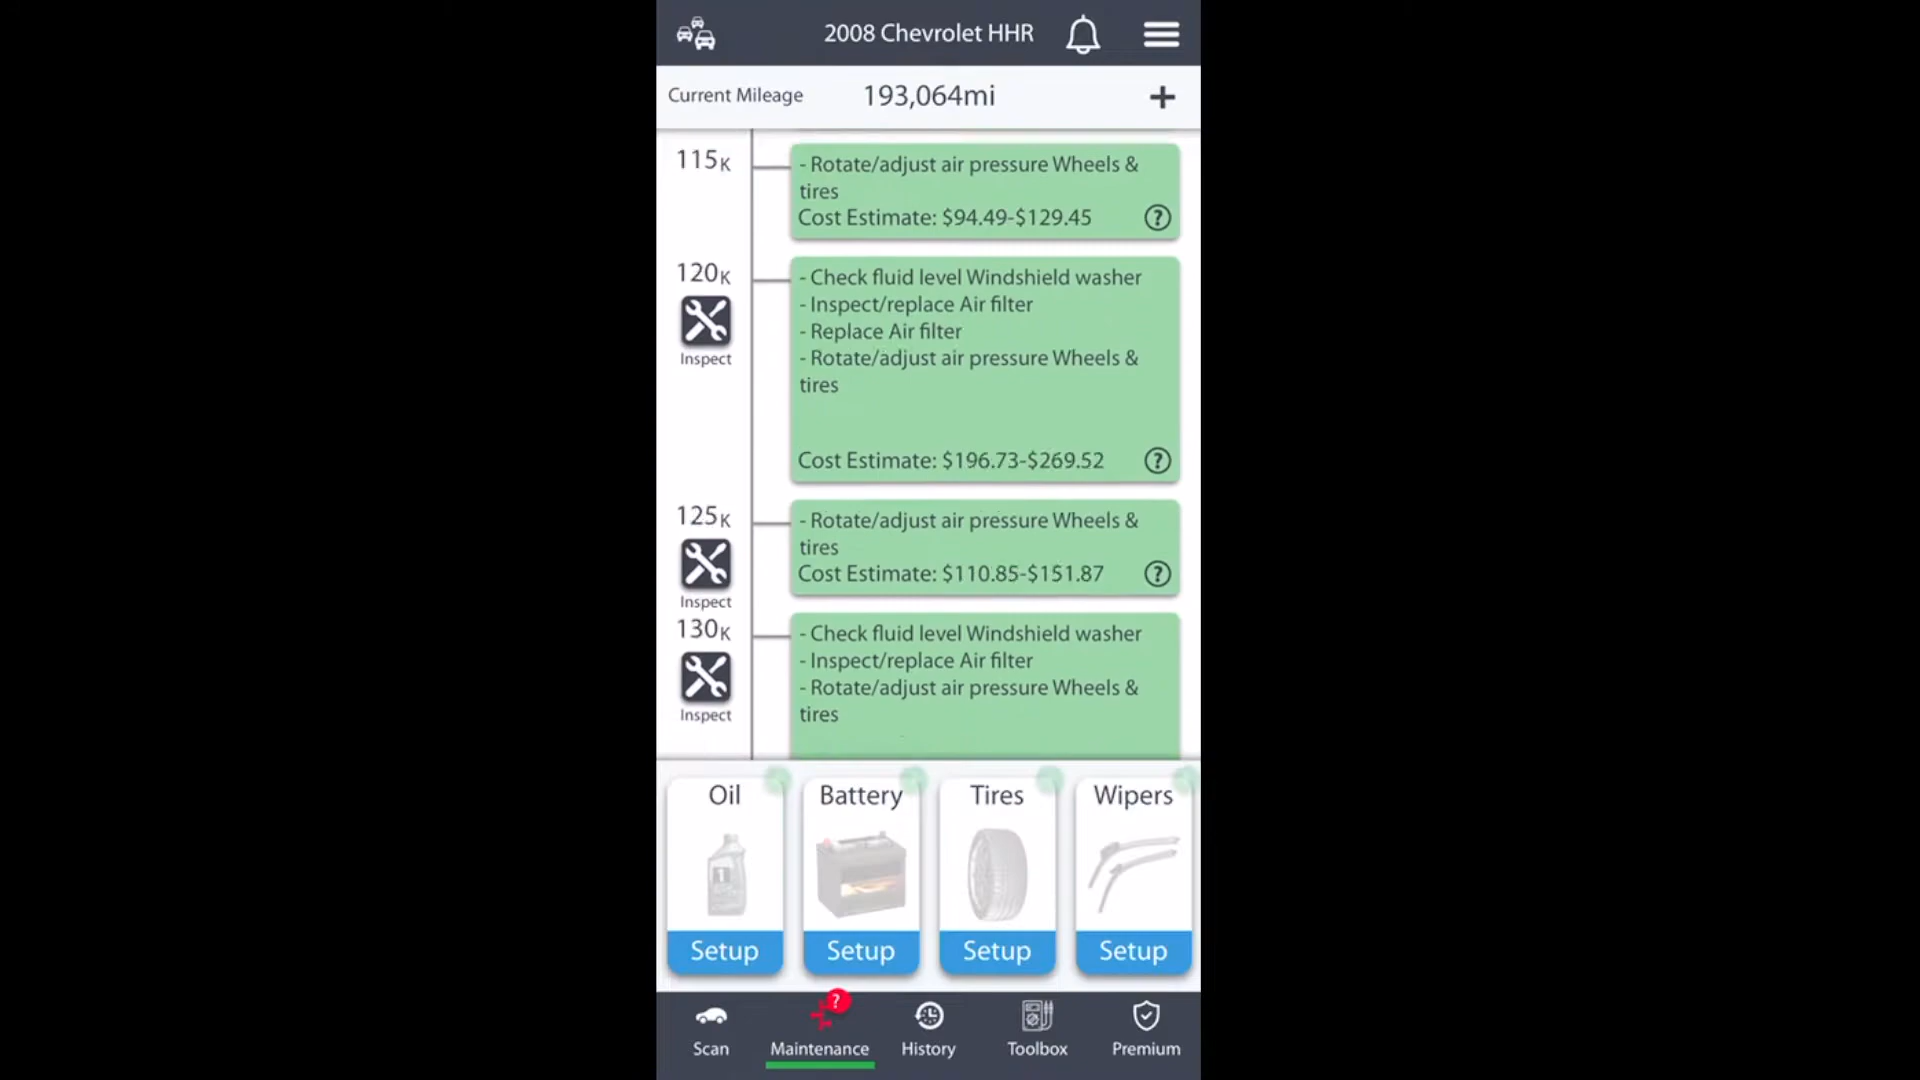 2008 Chevrolet HHR
Current Mileage 193,064mi +
115K
- Rotate/adjust air pressure Wheels &
tires
Cost Estimate: $94.49-$129.45 ?
120K
Inspect
- Check fluid level Windshield washer
- Inspect/replace Air filter
- Replace Air filter
- Rotate/adjust air pressure Wheels &
tires
Cost Estimate: $196.73-$269.52 ?
125K
Inspect
- Rotate/adjust air pressure Wheels &
tires
Cost Estimate: $110.85-$151.87 ?
130K
Inspect
- Check fluid level Windshield washer
- Inspect/replace Air filter
- Rotate/adjust air pressure Wheels &
tires
Oil Battery Tires Wipers
1
Setup Setup Setup Setup
?
Scan Maintenance History Toolbox Premium